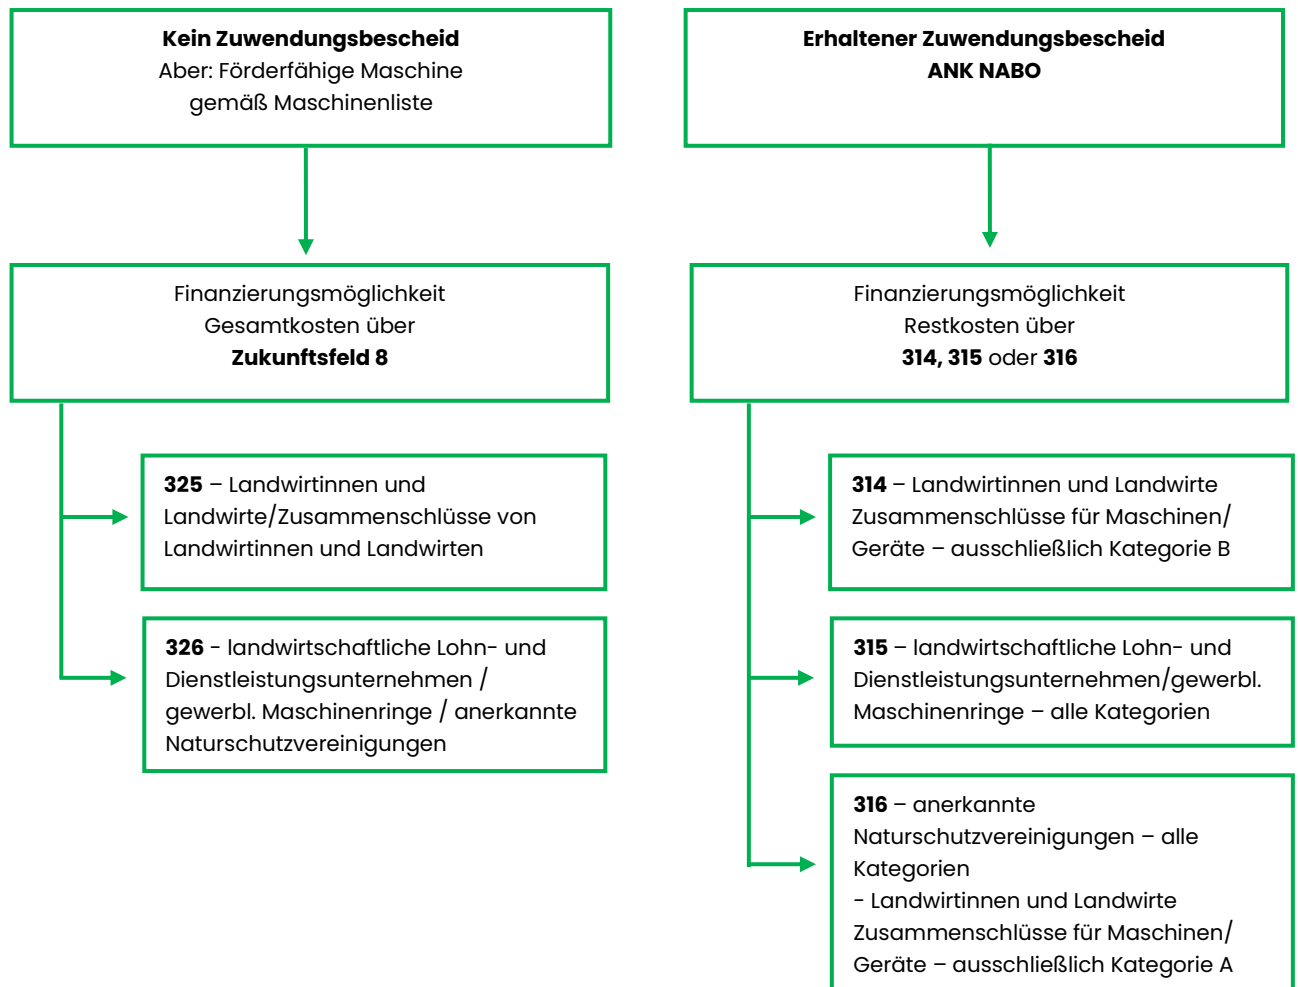 Kein Zuwendungsbescheid
Aber: Förderfähige Maschine
gemäß Maschinenliste
Erhaltener Zuwendungsbescheid
ANK NABO
Finanzierungsmöglichkeit
Gesamtkosten über
Zukunftsfeld 8
Finanzierungsmöglichkeit
Restkosten über
314, 315 oder 316
325 – Landwirtinnen und
Landwirte/Zusammenschlüsse von
Landwirtinnen und Landwirten
326 - landwirtschaftliche Lohn- und
Dienstleistungsunternehmen /
gewerbl. Maschinenringe / anerkannte
Naturschutzvereinigungen
314 – Landwirtinnen und Landwirte
Zusammenschlüsse für Maschinen/
Geräte – ausschließlich Kategorie B
315 – landwirtschaftliche Lohn- und
Dienstleistungsunternehmen/gewerbl.
Maschinenringe – alle Kategorien
316 – anerkannte
Naturschutzvereinigungen – alle
Kategorien
- Landwirtinnen und Landwirte
Zusammenschlüsse für Maschinen/
Geräte – ausschließlich Kategorie A